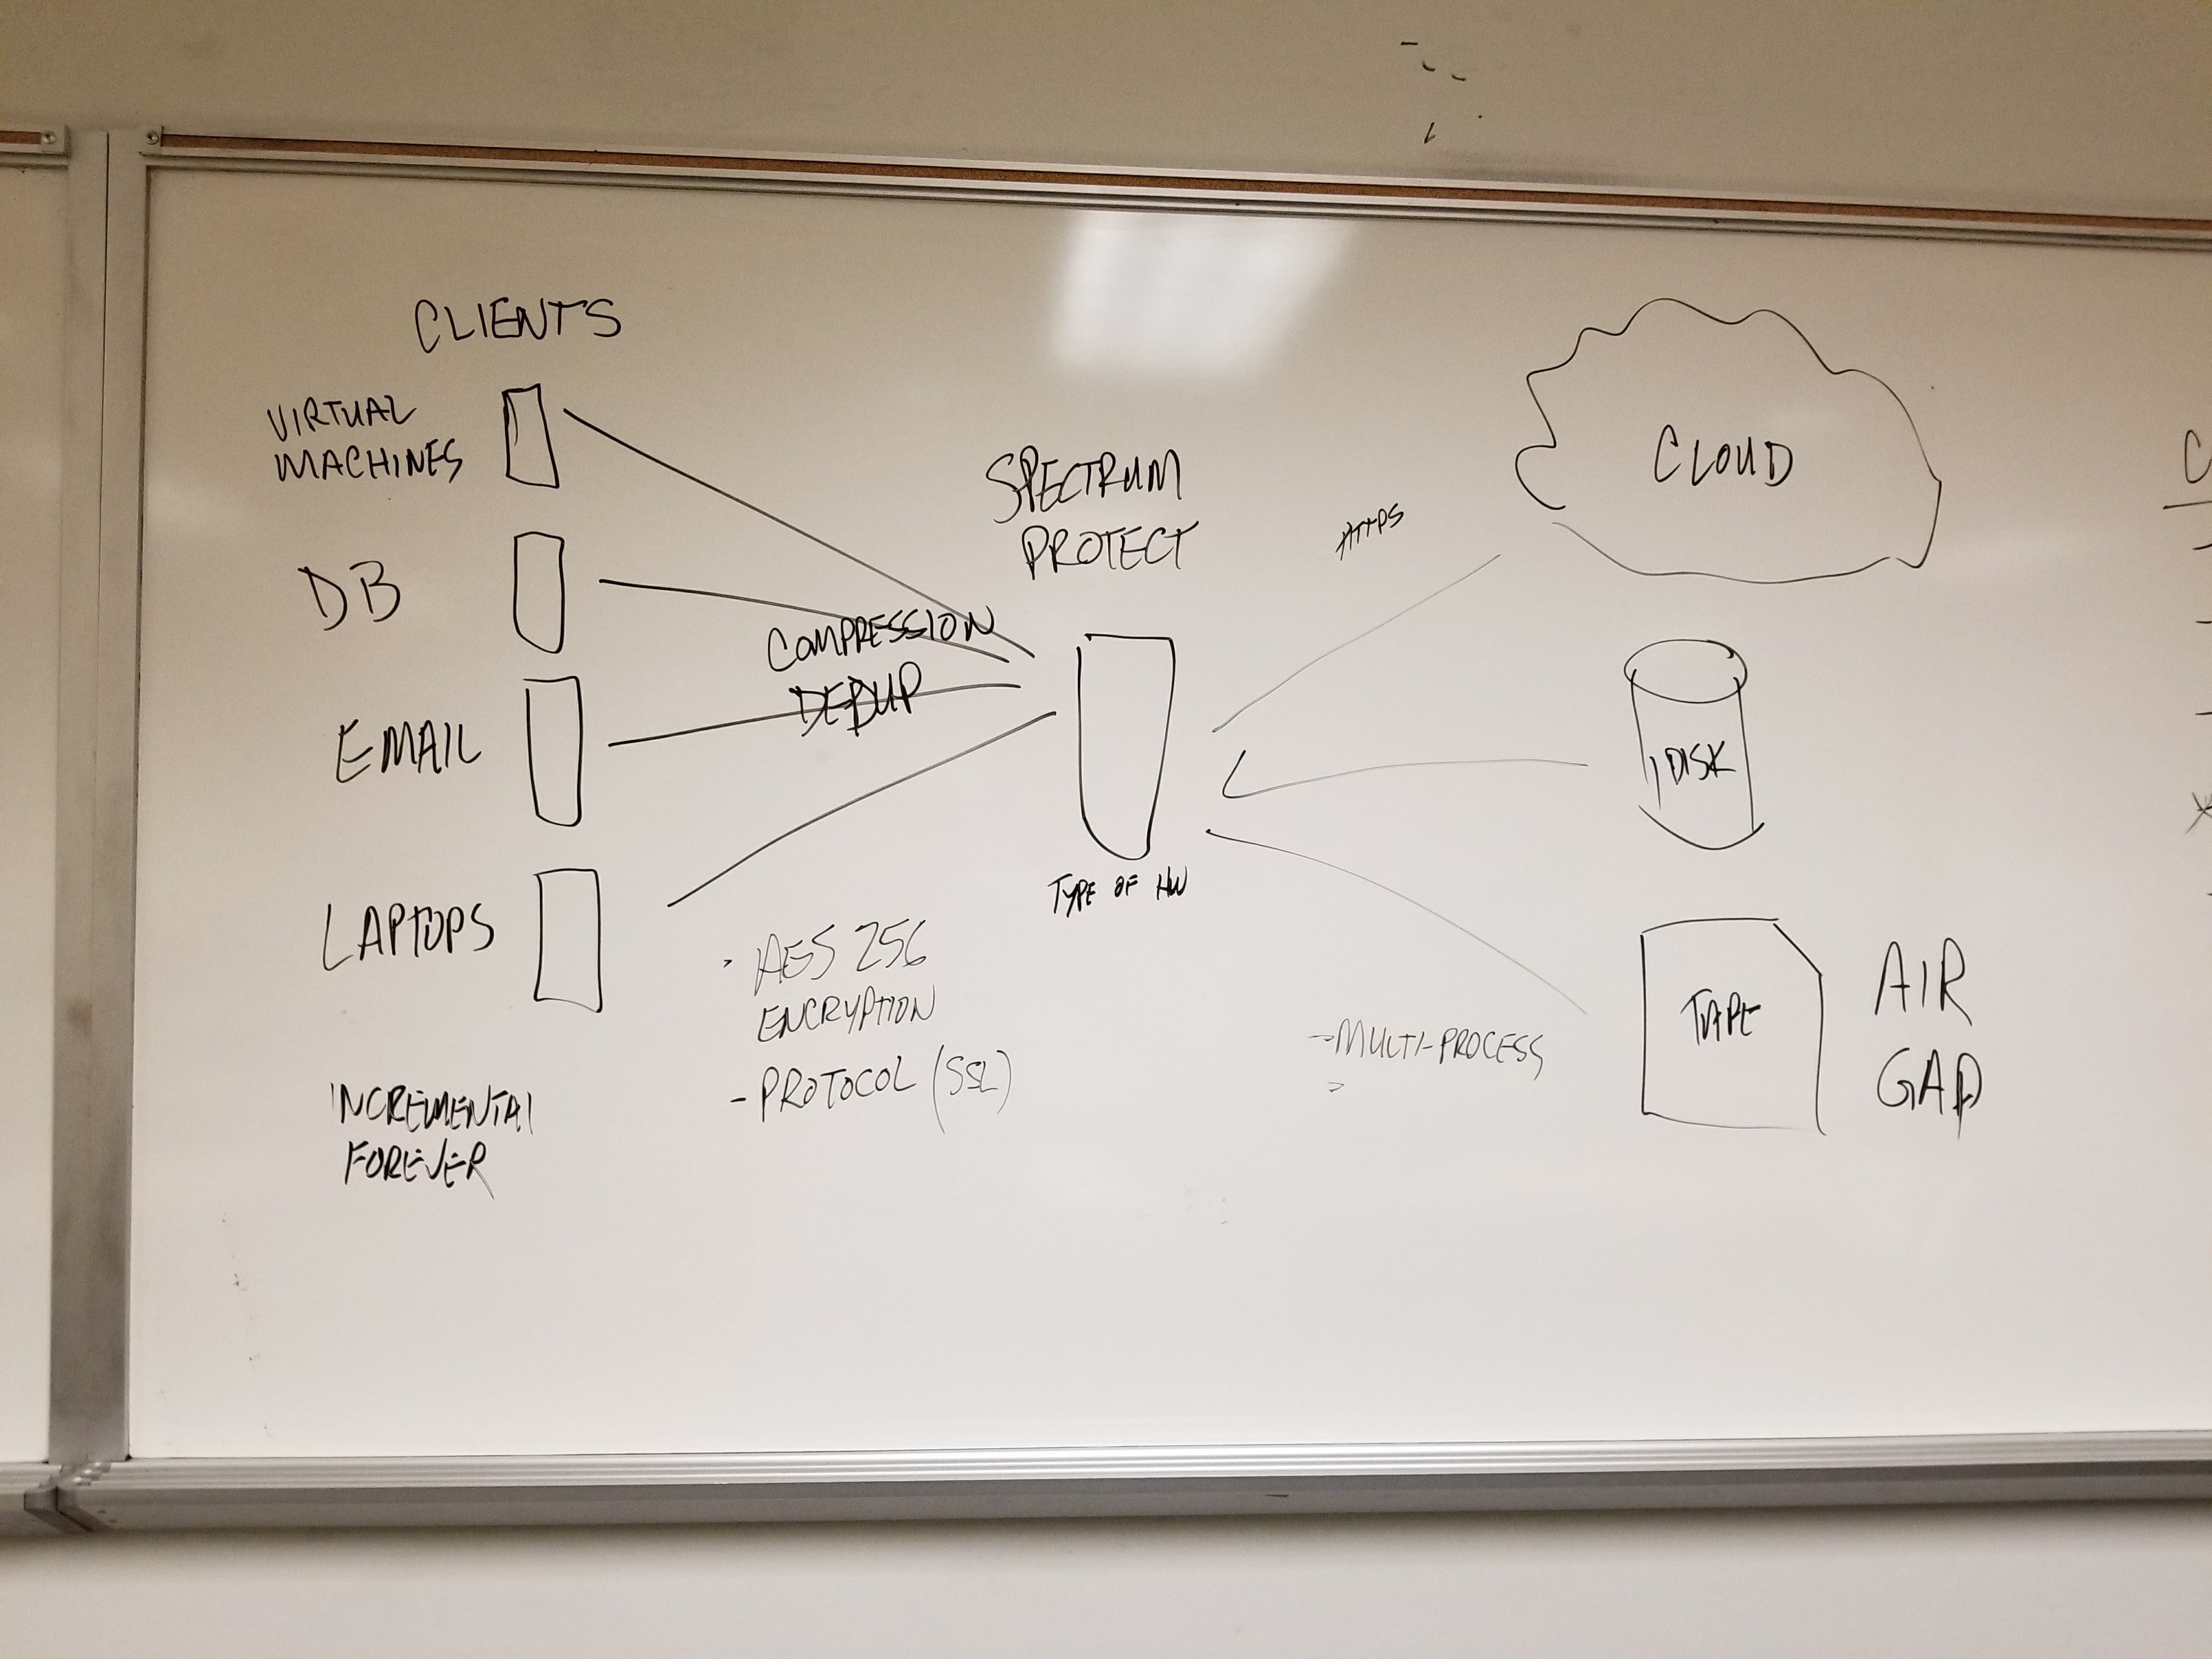 CLIENTS
VIRTUAL
MACHINES
DB
EMAIL
LAPTOPS
INCREMENTAL
FOREVER
COMPRESSION
DEDUP
- AES 256
ENCRYPTION
- PROTOCOL (SSL)
SPECTRUM
PROTECT
TYPE OF HW
HTTPS
- MULTI-PROCESS
-
CLOUD
DISK
TAPE
AIR
GAP
C